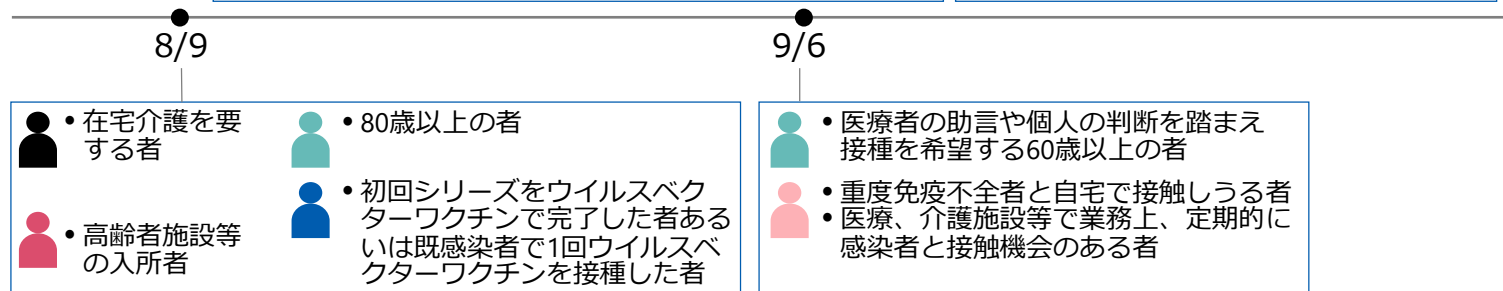 8/9
9/6
• 在宅介護を要
する者
• 高齢者施設等
の入所者
• 80歳以上の者
• 初回シリーズをウイルスベク
ターワクチンで完了した者ある
いは既感染者で1回ウイルスベ
クターワクチンを接種した者
• 医療者の助言や個人の判断を踏まえ
接種を希望する60歳以上の者
• 重度免疫不全者と自宅で接触しうる者
• 医療、介護施設等で業務上、定期的に
感染者と接触機会のある者